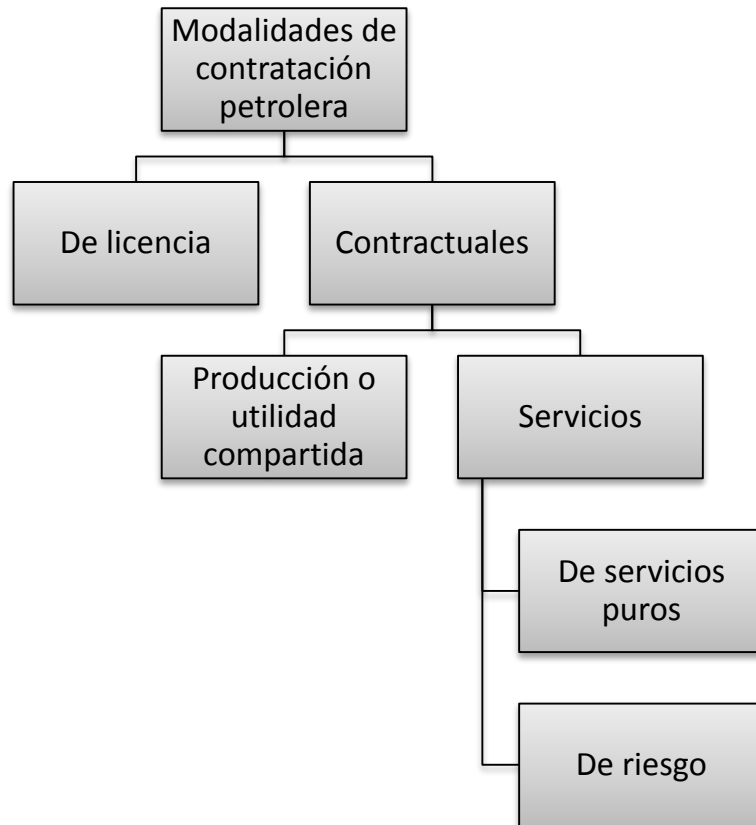 Modalidades de
contratación
petrolera
De licencia
Contractuales
Producción o
utilidad
compartida
Servicios
De servicios
puros
De riesgo